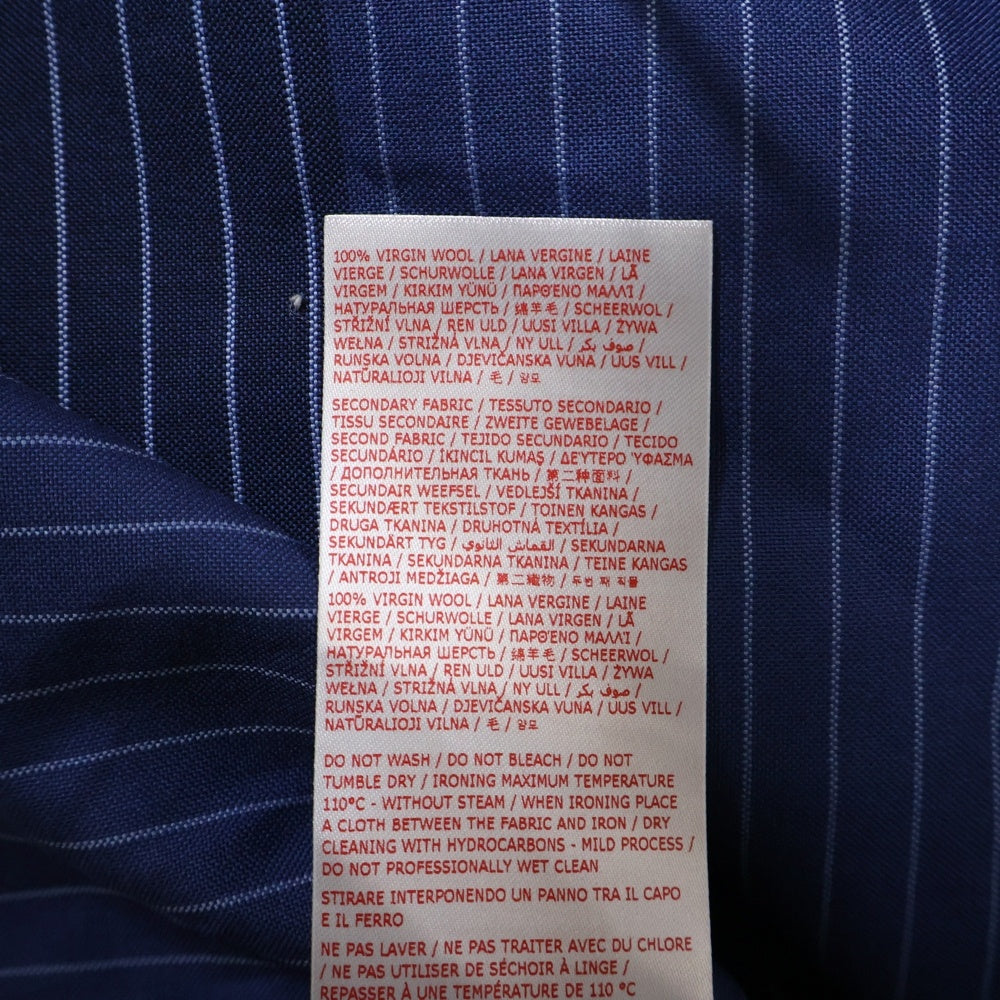 100% VIRGIN WOOL / LANA VERGINE / LAINE
VIERGE / SCHURWOLLE / LANA VIRGEN / LÃ
VIRGEM / KIRKIM YÜNÜ / ΠΑΡΘΈΝΟ ΜΑΛΛΊ /
НАТУРАЛЬНАЯ ШЕРСТЬ / 绵羊毛 / SCHEERWOL /
STŘIŽNÍ VLNA / REN ULD / UUSI VILLA / ŻYWA
WEŁNA / STRIŽNÁ VLNA / NY ULL / صوف بكر /
RUNSKA VOLNA / DJEVIČANSKA VUNA / UUS VILL /
NATŪRALIOJI VILNA / 毛 / 양모
SECONDARY FABRIC / TESSUTO SECONDARIO /
TISSU SECONDAIRE / ZWEITE GEWEBELAGE /
SECOND FABRIC / TEJIDO SECUNDARIO / TECIDO
SECUNDÁRIO / İKINCIL KUMAŞ / ΔΕΥΤΕΡΟ ΎΦΑΣΜΑ
/ ДОПОЛНИТЕЛЬНАЯ ТКАНЬ / 第二种面料 /
SECUNDAIR WEEFSEL / VEDLEJŠÍ TKANINA /
SEKUNDÆRT TEKSTILSTOF / TOINEN KANGAS /
DRUGA TKANINA / DRUHOTNÁ TEXTÍLIA /
SEKUNDÄRT TYG / القماش الثانوي / SEKUNDARNA
TKANINA / SEKUNDARNA TKANINA / TEINE KANGAS
/ ANTROJI MEDŽIAGA / 第二織物 / 두번 째 직물
100% VIRGIN WOOL / LANA VERGINE / LAINE
VIERGE / SCHURWOLLE / LANA VIRGEN / LÃ
VIRGEM / KIRKIM YÜNÜ / ΠΑΡΘΈΝΟ ΜΑΛΛΊ /
НАТУРАЛЬНАЯ ШЕРСТЬ / 绵羊毛 / SCHEERWOL /
STŘIŽNÍ VLNA / REN ULD / UUSI VILLA / ŻYWA
WEŁNA / STRIŽNÁ VLNA / NY ULL / صوف بكر /
RUNSKA VOLNA / DJEVIČANSKA VUNA / UUS VILL /
NATŪRALIOJI VILNA / 毛 / 양모
DO NOT WASH / DO NOT BLEACH / DO NOT
TUMBLE DRY / IRONING MAXIMUM TEMPERATURE
110°C - WITHOUT STEAM / WHEN IRONING PLACE
A CLOTH BETWEEN THE FABRIC AND IRON / DRY
CLEANING WITH HYDROCARBONS - MILD PROCESS /
DO NOT PROFESSIONALLY WET CLEAN
STIRARE INTERPONENDO UN PANNO TRA IL CAPO
E IL FERRO
NE PAS LAVER / NE PAS TRAITER AVEC DU CHLORE
/ NE PAS UTILISER DE SÉCHOIR À LINGE /
REPASSER À UNE TEMPÉRATURE DE 110 °C